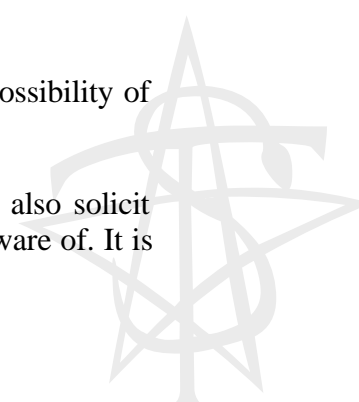 ossibility of
also solicit
ware of. It is